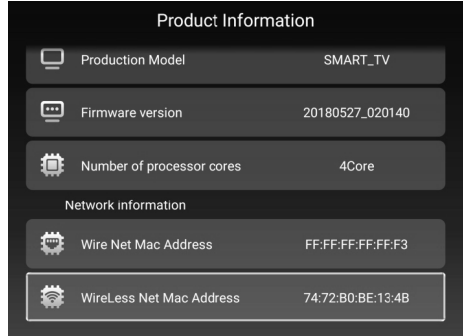 Product Information
Production Model SMART_TV
Firmware version 20180527_020140
Number of processor cores 4Core
Network information
Wire Net Mac Address FF:FF:FF:FF:FF:F3
WireLess Net Mac Address 74:72:B0:BE:13:4B